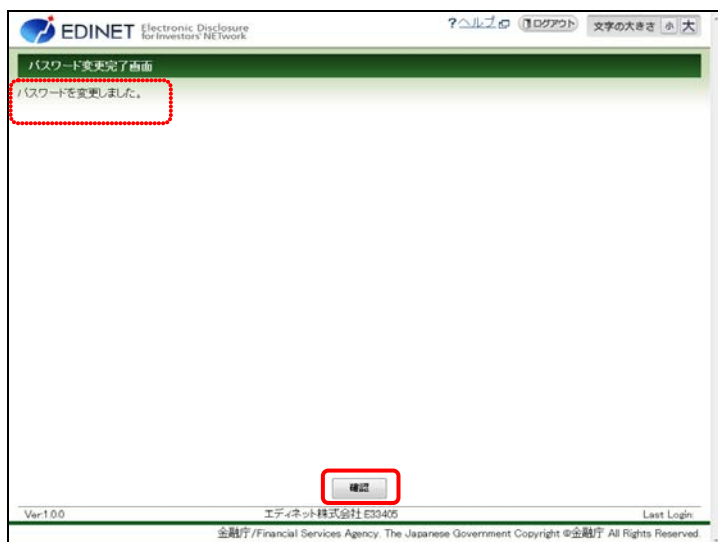 EDINET Electronic Disclosure for Investors' NETwork
?ヘルプ ログアウト 文字の大きさ 小 大
パスワード変更完了画面
パスワードを変更しました。
確認
Ver.1.0.0 エディネット株式会社 E33405 Last Login:
金融庁/Financial Services Agency. The Japanese Government Copyright ©金融庁 All Rights Reserved.